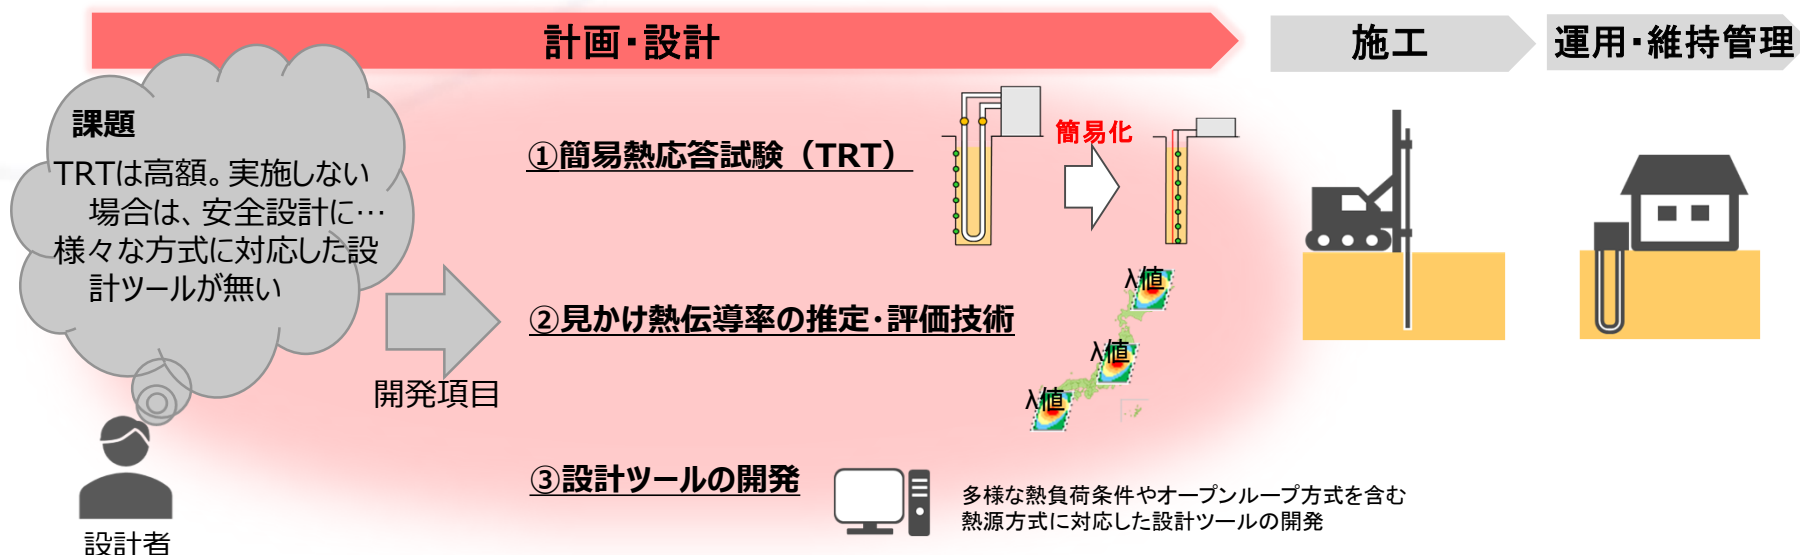 計画・設計
施工
運用・維持管理
課題
TRTは高額。実施しない
場合は、安全設計に…
様々な方式に対応した設
計ツールが無い
設計者
開発項目
①簡易熱応答試験（TRT）
簡易化
②見かけ熱伝導率の推定・評価技術
λ値
λ値
λ値
③設計ツールの開発
多様な熱負荷条件やオープンループ方式を含む
熱源方式に対応した設計ツールの開発